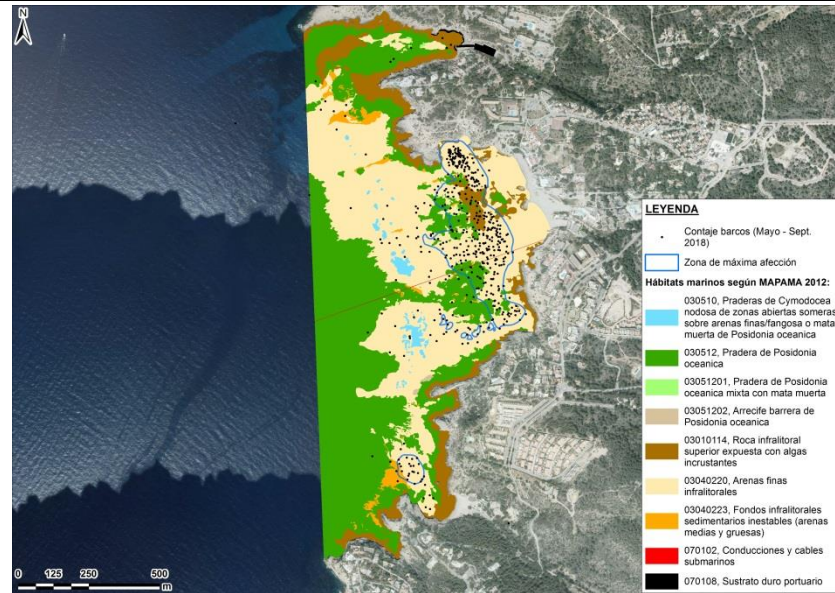 N
LEYENDA
Contaje barcos (Mayo - Sept.
2018)
Zona de máxima afección
Hábitats marinos según MAPAMA 2012:
030510, Praderas de Cymodocea
nodosa de zonas abiertas someras
sobre arenas finas/fangosa o mata
muerta de Posidonia oceanica
030512, Pradera de Posidonia
oceanica
03051201, Pradera de Posidonia
oceanica mixta con mata muerta
03051202, Arrecife barrera de
Posidonia oceanica
03010114, Roca infralitoral
superior expuesta con algas
incrustantes
03040220, Arenas finas
infralitorales
03040223, Fondos infralitorales
sedimentarios inestables (arenas
medias y gruesas)
070102, Conducciones y cables
submarinos
070108, Sustrato duro portuario
0 125 250 500
m